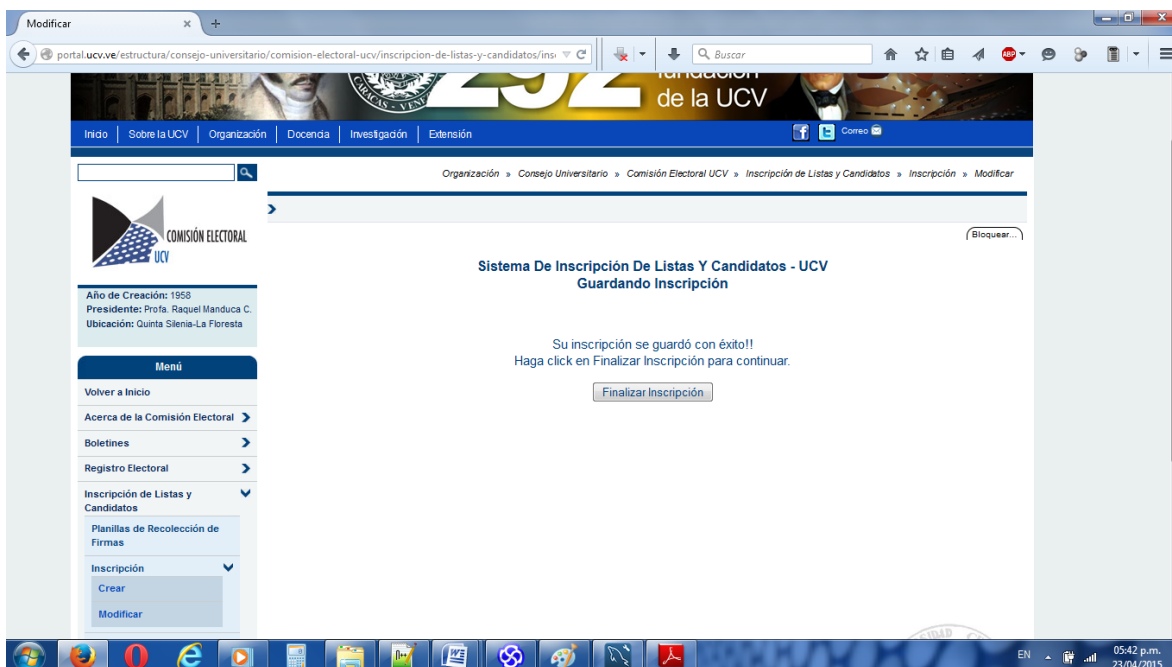 Modificar
portal.ucv.ve/estructura/consejo-universitario/comision-electoral-ucv/inscripcion-de-listas-y-candidatos/ins
Buscar
ABP
292
fundación
de la UCV
CARACAS - VENE
Inicio Sobre la UCV Organización Docencia Investigación Extensión Correo
Organización » Consejo Universitario » Comisión Electoral UCV » Inscripción de Listas y Candidatos » Inscripción » Modificar
COMISIÓN ELECTORAL
UCV
Bloquear...
Sistema De Inscripción De Listas Y Candidatos - UCV
Guardando Inscripción
Año de Creación: 1958
Presidente: Profa. Raquel Manduca C.
Ubicación: Quinta Silenia-La Floresta
Su inscripción se guardó con éxito!!
Haga click en Finalizar Inscripción para continuar.
Finalizar Inscripción
Menú
Volver a Inicio
Acerca de la Comisión Electoral
Boletines
Registro Electoral
Inscripción de Listas y
Candidatos
Planillas de Recolección de
Firmas
Inscripción
Crear
Modificar
EN
05:42 p.m.
23/04/2015